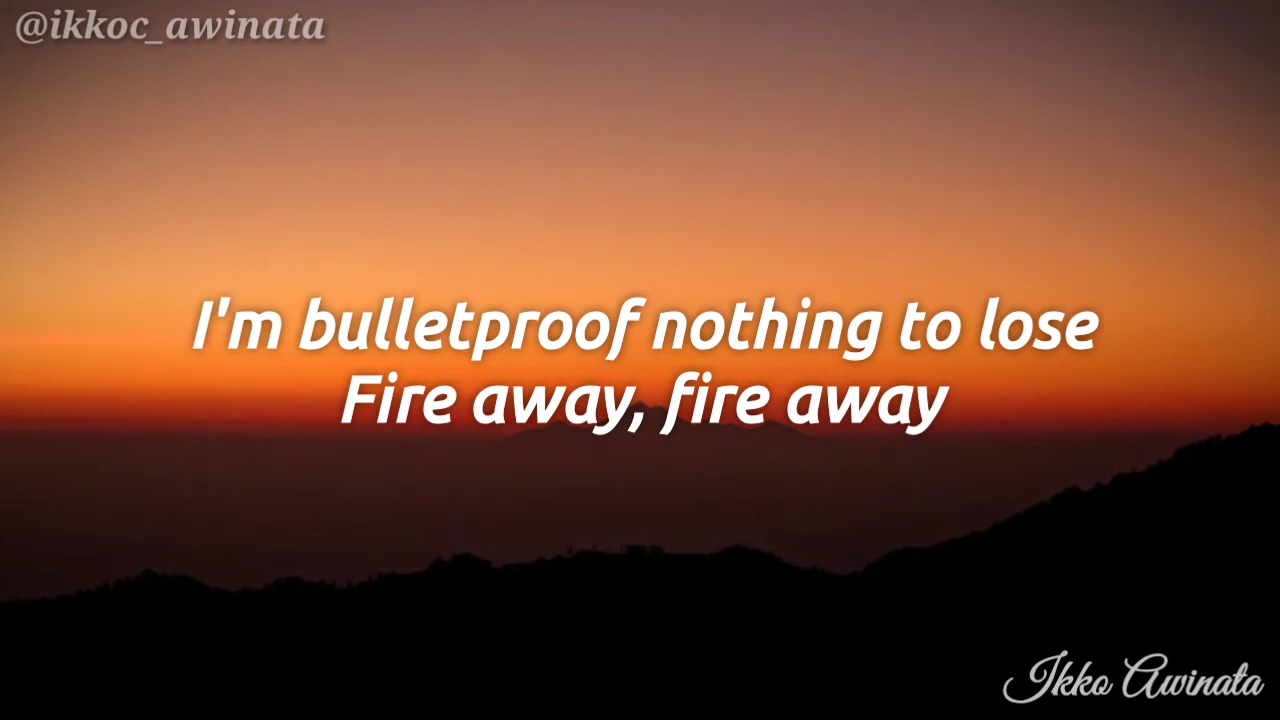 @ikkoc_awinata
I'm bulletproof nothing to lose
Fire away, fire away
Ikko Awinata